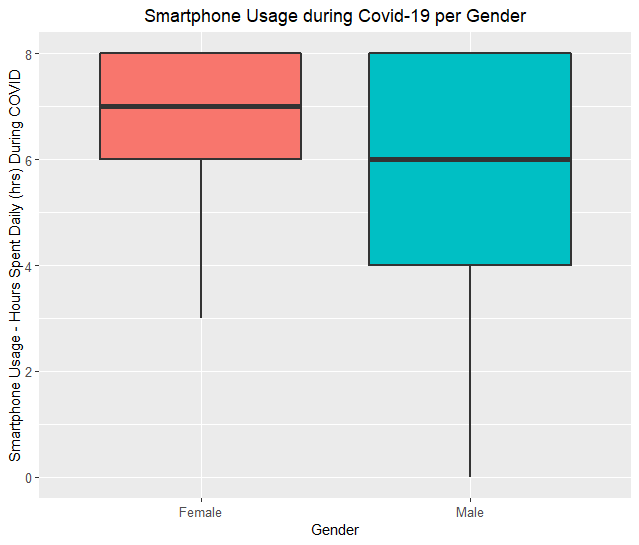 Smartphone Usage during Covid-19 per Gender
Smartphone Usage - Hours Spent Daily (hrs) During COVID
8
6
4
2
0
Female Male
Gender